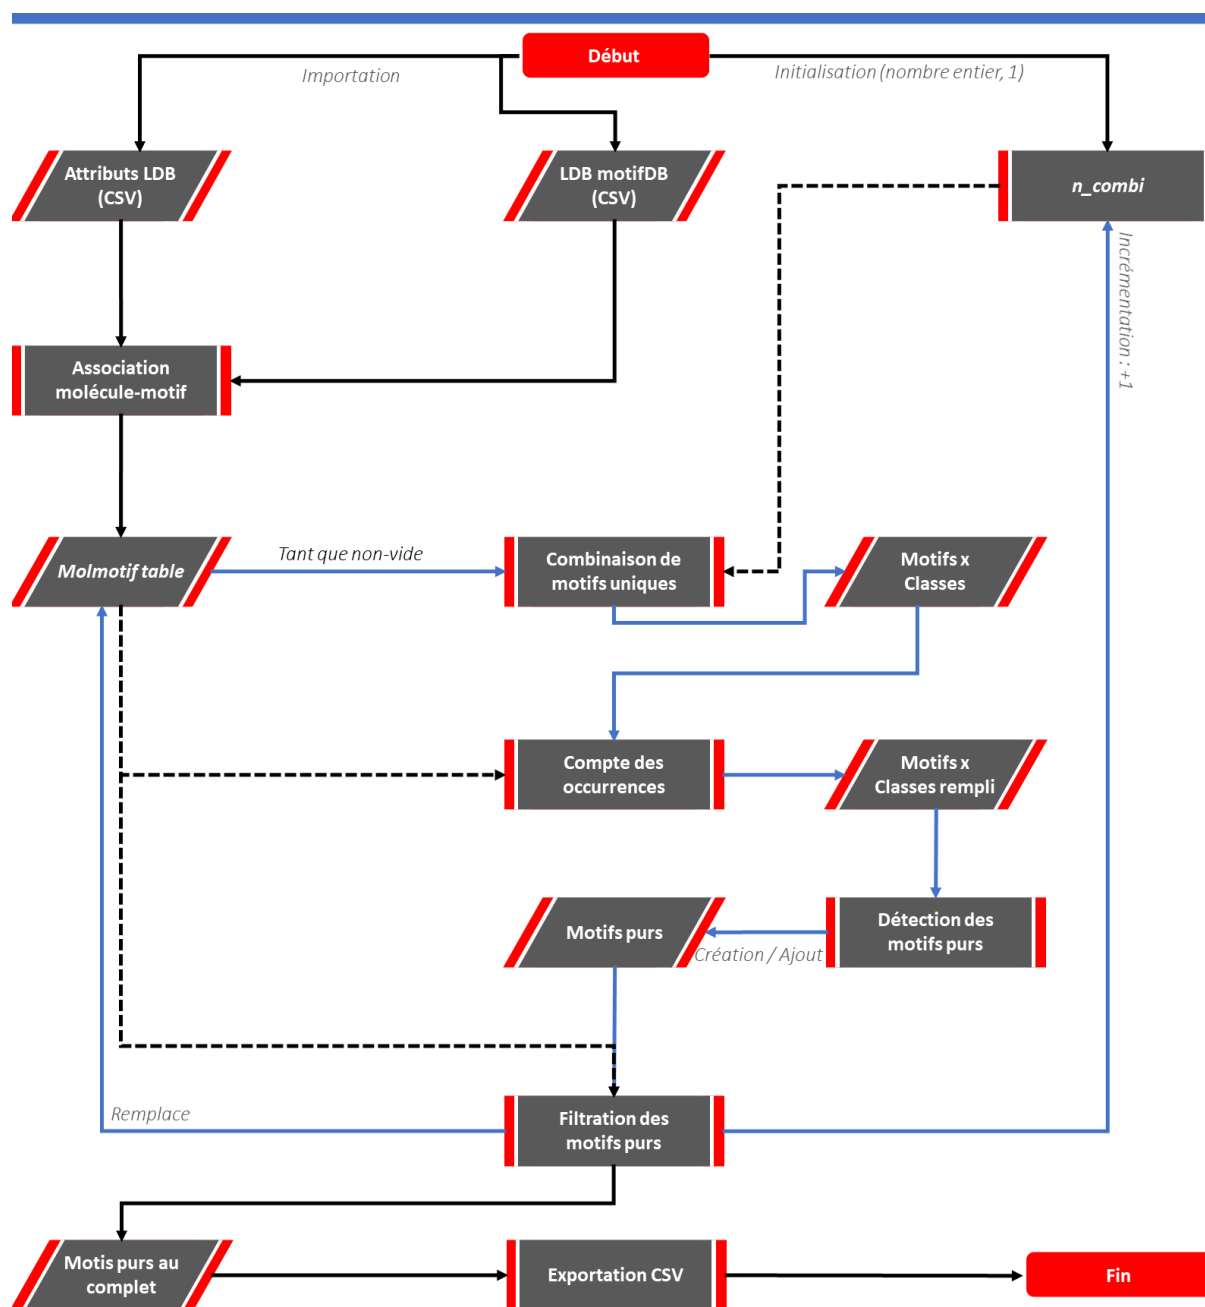 Début
Importation
Initialisation (nombre entier, 1)
Attributs LDB
(CSV)
LDB motifDB
(CSV)
n_combi
Incrémentation : +1
Association
molécule-motif
Molmotif table
Tant que non-vide
Combinaison de
motifs uniques
Motifs x
Classes
Compte des
occurrences
Motifs x
Classes rempli
Motifs purs
Création / Ajout
Détection des
motifs purs
Remplace
Filtration des
motifs purs
Motis purs au
complet
Exportation CSV
Fin